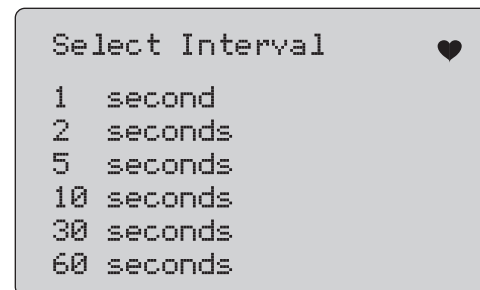 Select Interval
1 second
2 seconds
5 seconds
10 seconds
30 seconds
60 seconds